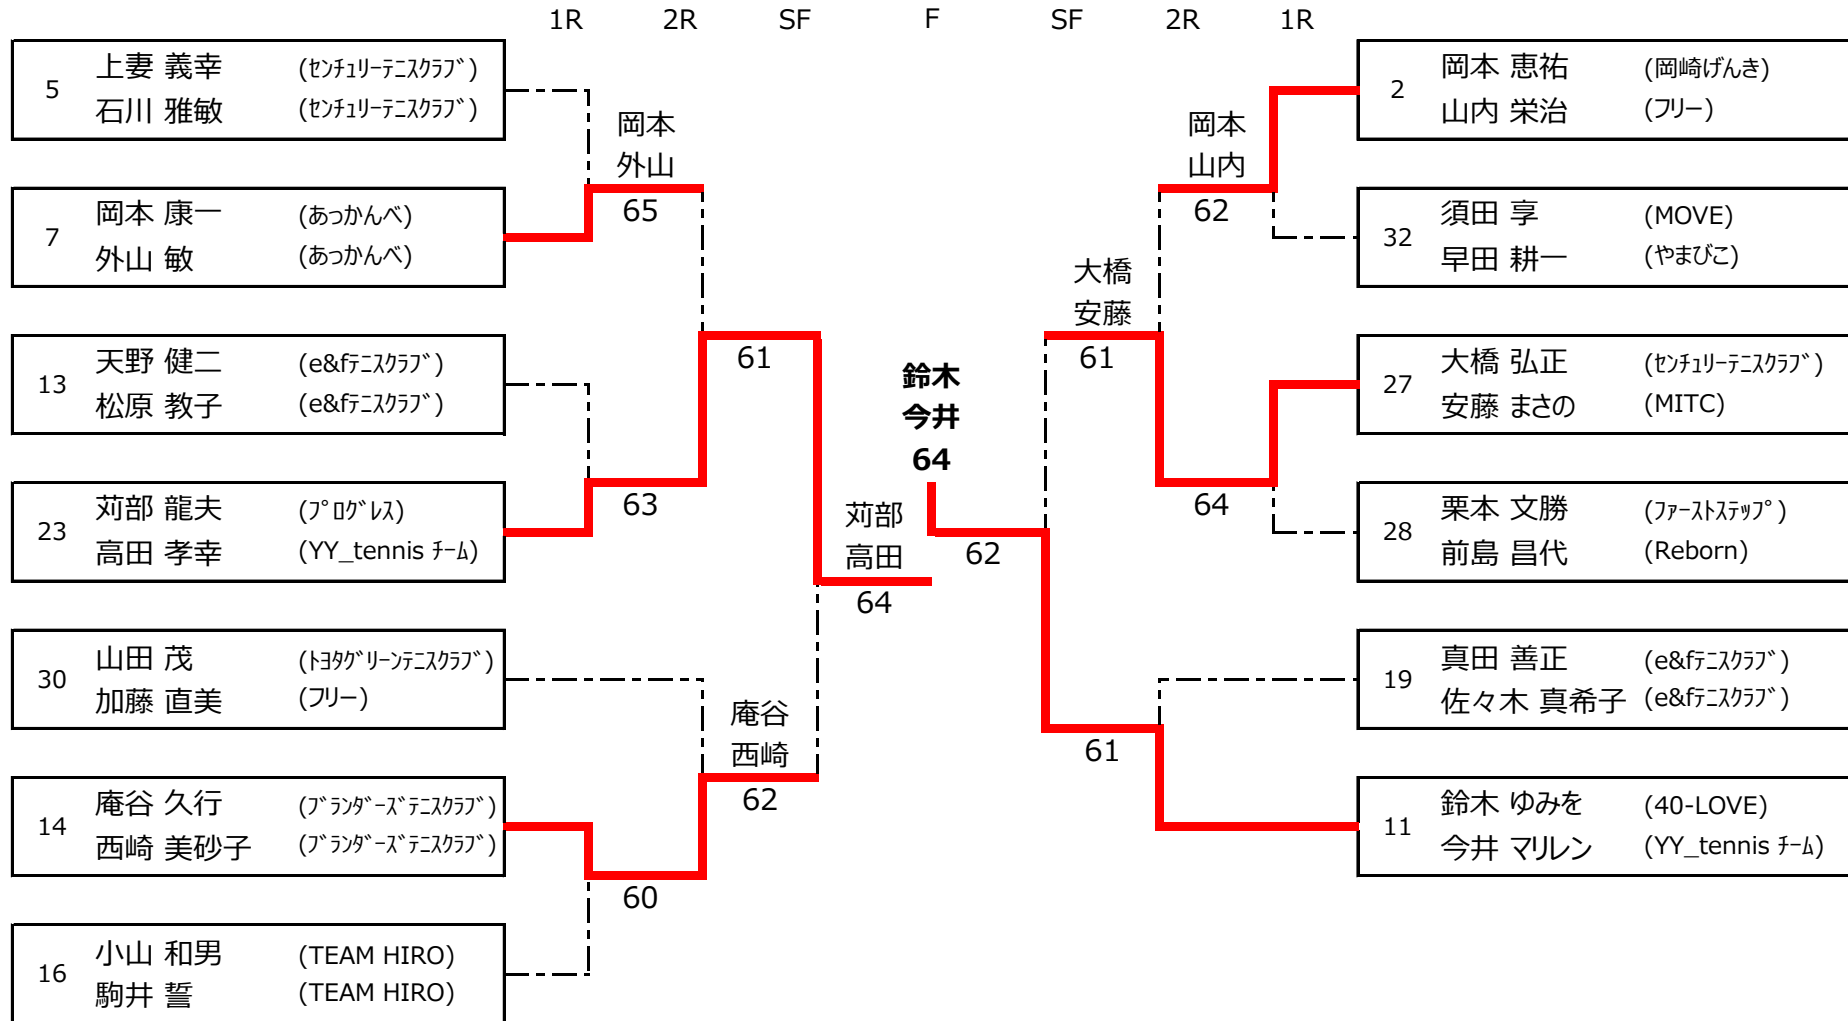 1R 2R SF F SF 2R 1R
5 上妻 義幸 (ｾﾝﾁｭﾘｰﾃﾆｽｸﾗﾌﾞ)
石川 雅敏 (ｾﾝﾁｭﾘｰﾃﾆｽｸﾗﾌﾞ)
7 岡本 康一 (あっかんべ)
外山 敏 (あっかんべ)
13 天野 健二 (e&fﾃﾆｽｸﾗﾌﾞ)
松原 教子 (e&fﾃﾆｽｸﾗﾌﾞ)
23 苅部 龍夫 (ﾌﾟﾛｸﾞﾚｽ)
高田 孝幸 (YY_tennis ﾁｰﾑ)
30 山田 茂 (ﾄﾖﾀｸﾞﾘｰﾝﾃﾆｽｸﾗﾌﾞ)
加藤 直美 (フリー)
14 庵谷 久行 (ﾌﾞﾗﾝﾀﾞｰｽﾞﾃﾆｽｸﾗﾌﾞ)
西崎 美砂子 (ﾌﾞﾗﾝﾀﾞｰｽﾞﾃﾆｽｸﾗﾌﾞ)
16 小山 和男 (TEAM HIRO)
駒井 誓 (TEAM HIRO)
岡本
外山
65
63
60
61
庵谷
西崎
62
苅部
高田
64
鈴木
今井
64
62
大橋
安藤
61
61
岡本
山内
62
64
2 岡本 恵祐 (岡崎げんき)
山内 栄治 (フリー)
32 須田 享 (MOVE)
早田 耕一 (やまびこ)
27 大橋 弘正 (ｾﾝﾁｭﾘｰﾃﾆｽｸﾗﾌﾞ)
安藤 まさの (MITC)
28 栗本 文勝 (ﾌｧｰｽﾄｽﾃｯﾌﾟ)
前島 昌代 (Reborn)
19 真田 善正 (e&fﾃﾆｽｸﾗﾌﾞ)
佐々木 真希子 (e&fﾃﾆｽｸﾗﾌﾞ)
11 鈴木 ゆみを (40-LOVE)
今井 マリレン (YY_tennis ﾁｰﾑ)